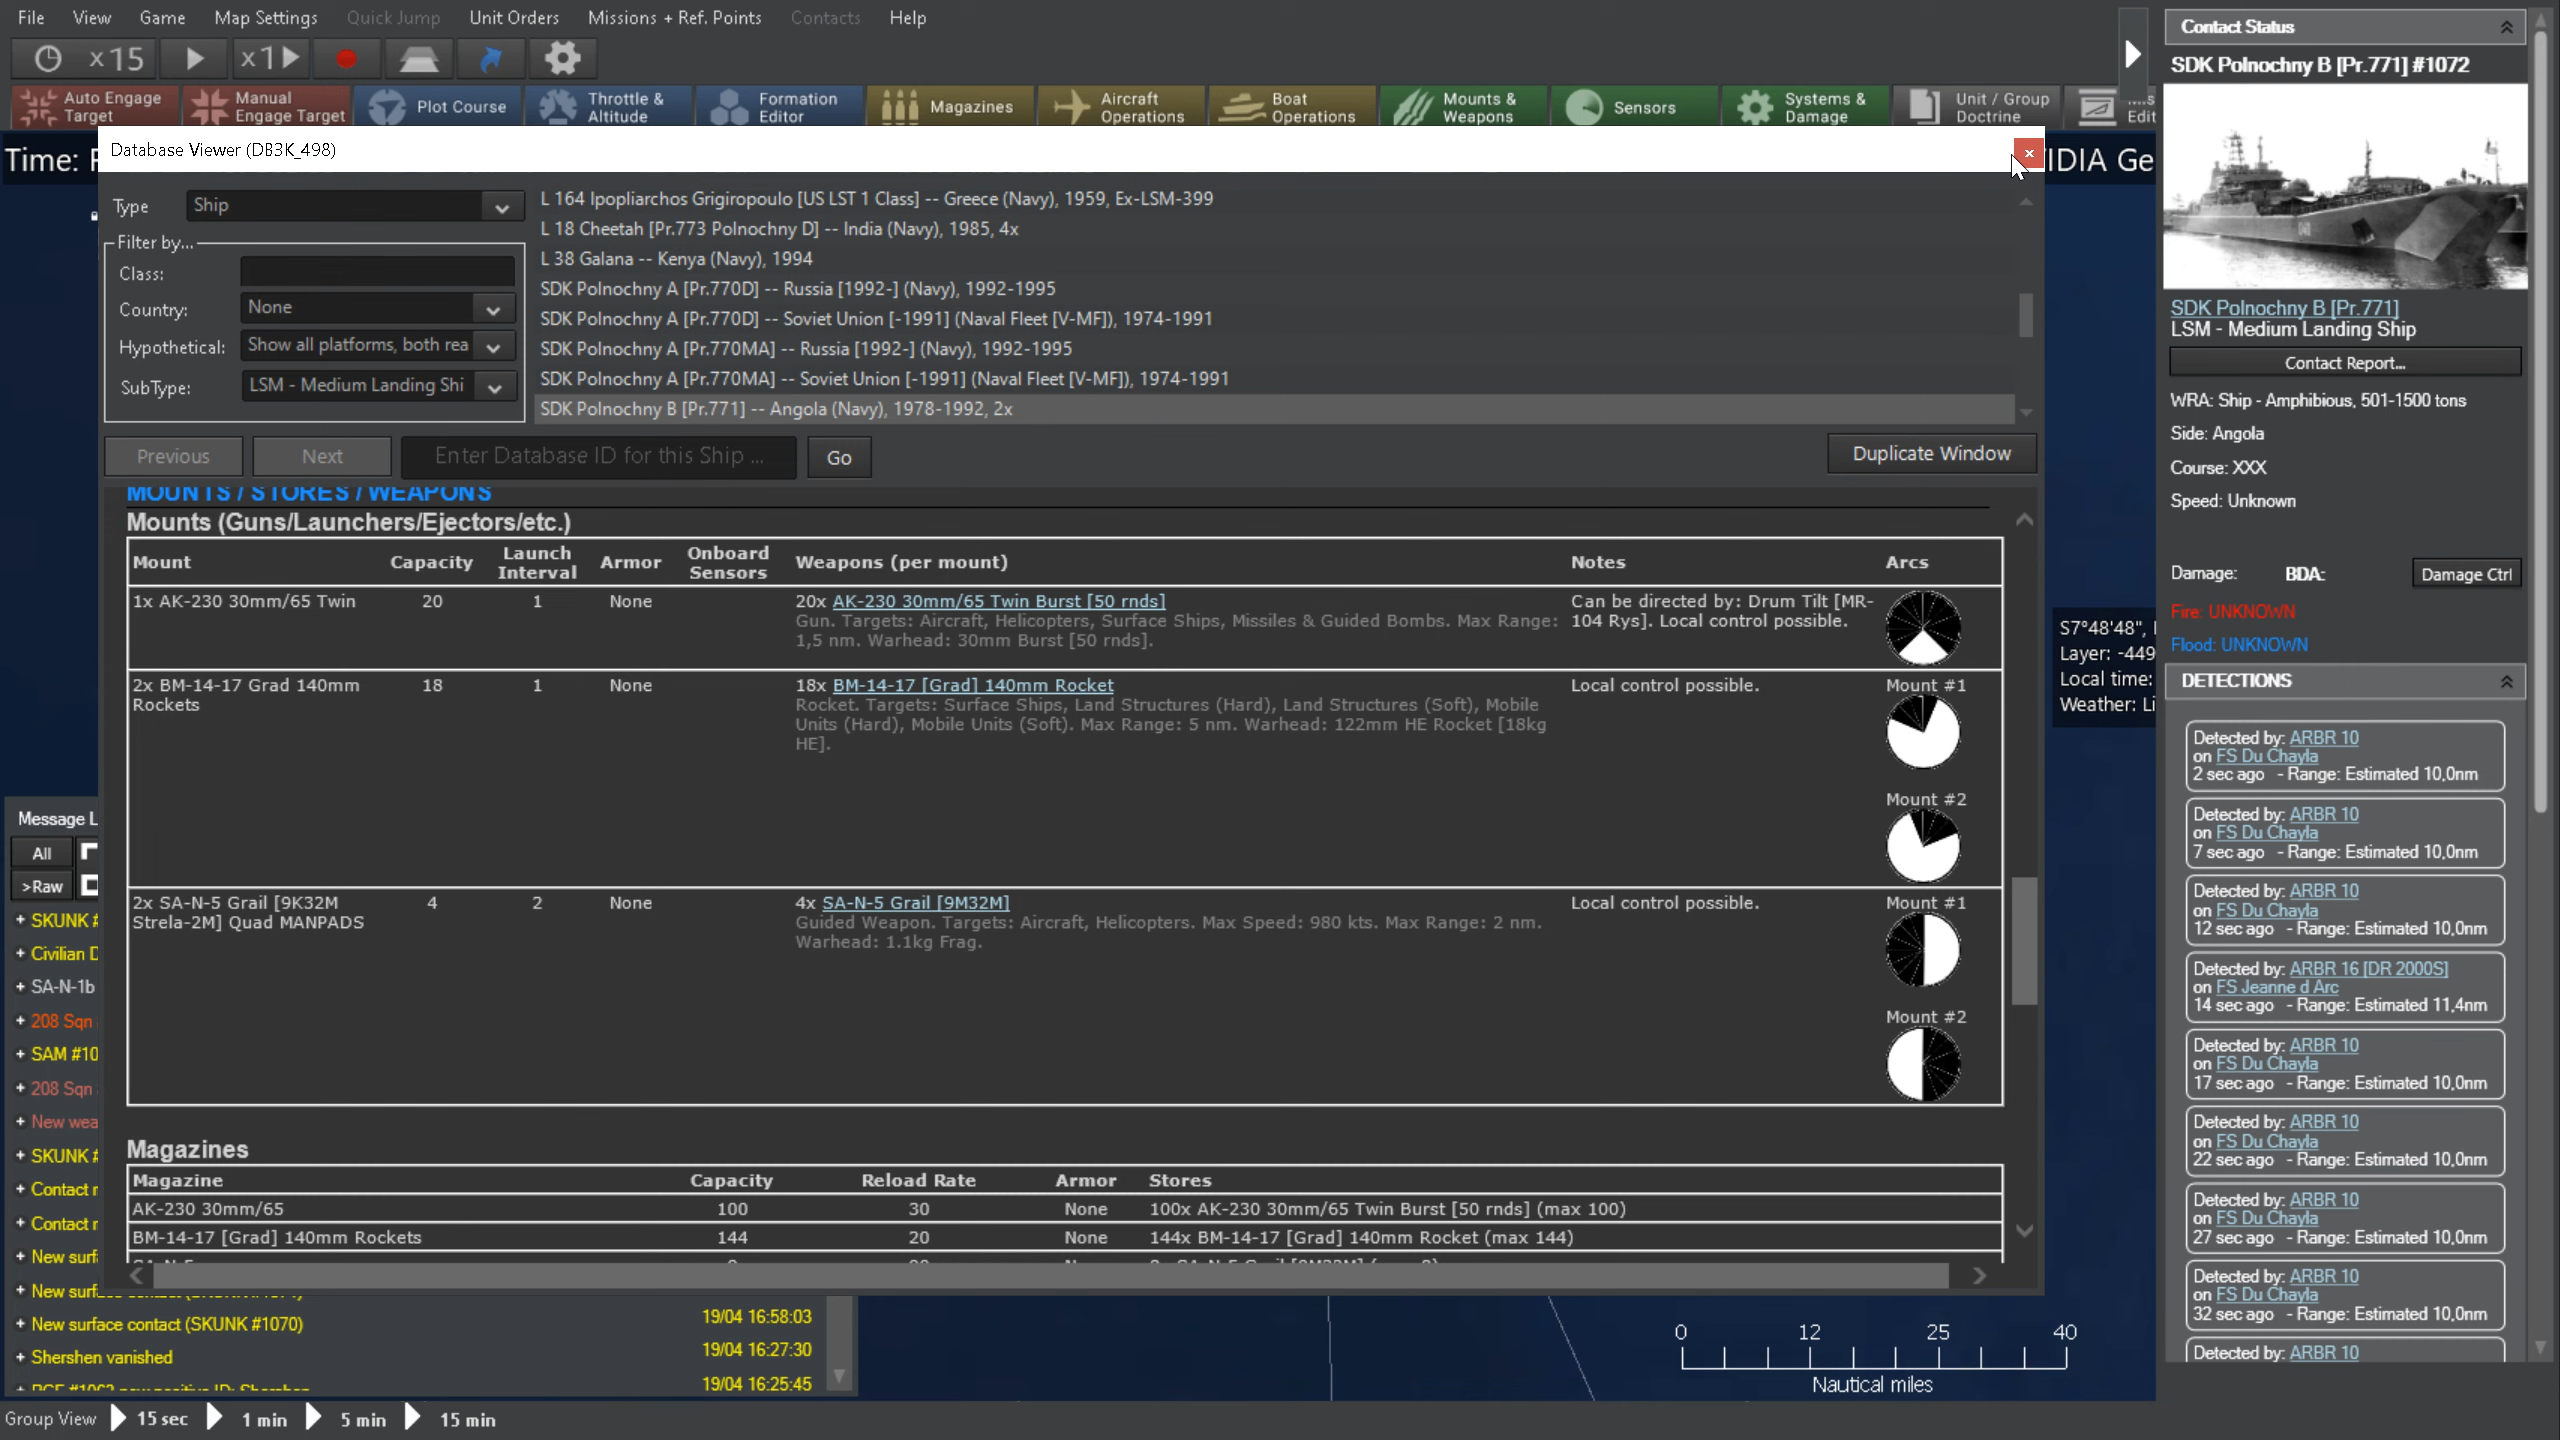 File View Game Map Settings Quick Jump Unit Orders Missions + Ref. Points Contacts Help
x15 x1
Auto Engage Target
Manual Engage Target
Plot Course
Throttle & Altitude
Formation Editor
Magazines
Aircraft Operations
Boat Operations
Mounts & Weapons
Sensors
Systems & Damage
Unit / Group Doctrine
Edit
Time:
Database Viewer (DB3K_498)
IDIA Ge
Type Ship
Filter by...
Class:
Country: None
Hypothetical: Show all platforms, both rea
SubType: LSM - Medium Landing Shi
L 164 Ipopliarchos Grigiropoulo [US LST 1 Class] -- Greece (Navy), 1959, Ex-LSM-399
L 18 Cheetah [Pr.773 Polnochny D] -- India (Navy), 1985, 4x
L 38 Galana -- Kenya (Navy), 1994
SDK Polnochny A [Pr.770D] -- Russia [1992-] (Navy), 1992-1995
SDK Polnochny A [Pr.770D] -- Soviet Union [-1991] (Naval Fleet [V-MF]), 1974-1991
SDK Polnochny A [Pr.770MA] -- Russia [1992-] (Navy), 1992-1995
SDK Polnochny A [Pr.770MA] -- Soviet Union [-1991] (Naval Fleet [V-MF]), 1974-1991
SDK Polnochny B [Pr.771] -- Angola (Navy), 1978-1992, 2x
Previous Next Enter Database ID for this Ship ... Go Duplicate Window
MOUNTS / STORES / WEAPONS
Mounts (Guns/Launchers/Ejectors/etc.)
Mount Capacity Launch Interval Armor Onboard Sensors Weapons (per mount) Notes Arcs
1x AK-230 30mm/65 Twin 20 1 None 20x AK-230 30mm/65 Twin Burst [50 rnds] Can be directed by: Drum Tilt [MR-
Gun. Targets: Aircraft, Helicopters, Surface Ships, Missiles & Guided Bombs. Max Range: 104 Rys]. Local control possible.
1,5 nm. Warhead: 30mm Burst [50 rnds].
2x BM-14-17 Grad 140mm 18 1 None 18x BM-14-17 [Grad] 140mm Rocket Local control possible. Mount #1
Rockets Rocket. Targets: Surface Ships, Land Structures (Hard), Land Structures (Soft), Mobile
Units (Hard), Mobile Units (Soft). Max Range: 5 nm. Warhead: 122mm HE Rocket [18kg
HE].
Mount #2
2x SA-N-5 Grail [9K32M 4 2 None 4x SA-N-5 Grail [9M32M] Local control possible. Mount #1
Strela-2M] Quad MANPADS Guided Weapon. Targets: Aircraft, Helicopters. Max Speed: 980 kts. Max Range: 2 nm.
Warhead: 1.1kg Frag.
Mount #2
Magazines
Magazine Capacity Reload Rate Armor Stores
AK-230 30mm/65 100 30 None 100x AK-230 30mm/65 Twin Burst [50 rnds] (max 100)
BM-14-17 [Grad] 140mm Rockets 144 20 None 144x BM-14-17 [Grad] 140mm Rocket (max 144)
Message L
All
>Raw
+ SKUNK #
+ Civilian D
+ SA-N-1b
+ 208 Sqn
+ SAM #10
+ 208 Sqn
+ New wea
+ SKUNK #
+ Contact r
+ Contact r
+ New surf
+ New surf
+ New surface contact (SKUNK #1070) 19/04 16:58:03
+ Shershen vanished 19/04 16:27:30
19/04 16:25:45
Group View 15 sec 1 min 5 min 15 min
0 12 25 40
Nautical miles
S7°48'48",
Layer: -449
Local time:
Weather: Li
Contact Status
SDK Polnochny B [Pr.771] #1072
SDK Polnochny B [Pr.771]
LSM - Medium Landing Ship
Contact Report...
WRA: Ship - Amphibious, 501-1500 tons
Side: Angola
Course: XXX
Speed: Unknown
Damage: BDA: Damage Ctrl
Fire: UNKNOWN
Flood: UNKNOWN
DETECTIONS
Detected by: ARBR 10
on FS Du Chayla
2 sec ago - Range: Estimated 10,0nm
Detected by: ARBR 10
on FS Du Chayla
7 sec ago - Range: Estimated 10,0nm
Detected by: ARBR 10
on FS Du Chayla
12 sec ago - Range: Estimated 10,0nm
Detected by: ARBR 16 [DR 2000S]
on FS Jeanne d Arc
14 sec ago - Range: Estimated 11,4nm
Detected by: ARBR 10
on FS Du Chayla
17 sec ago - Range: Estimated 10,0nm
Detected by: ARBR 10
on FS Du Chayla
22 sec ago - Range: Estimated 10,0nm
Detected by: ARBR 10
on FS Du Chayla
27 sec ago - Range: Estimated 10,0nm
Detected by: ARBR 10
on FS Du Chayla
32 sec ago - Range: Estimated 10,0nm
Detected by: ARBR 10